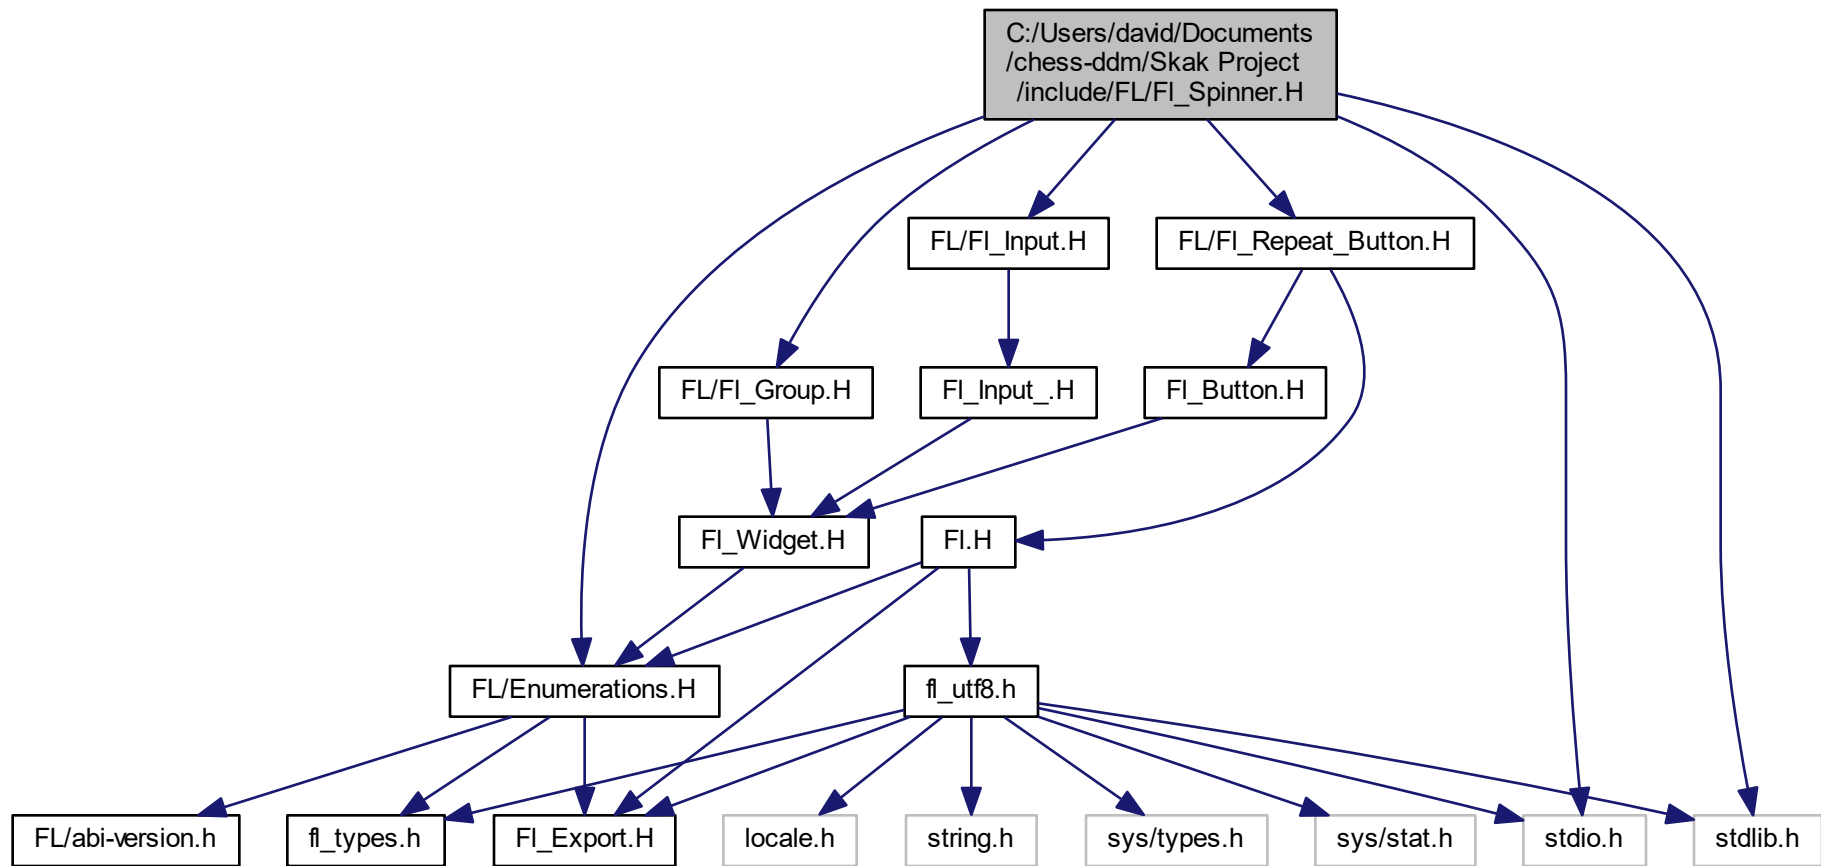 C:/Users/david/Documents
/chess-ddm/Skak Project
/include/FL/Fl_Spinner.H
FL/Fl_Input.H
FL/Fl_Repeat_Button.H
FL/Fl_Group.H
Fl_Input_.H
Fl_Button.H
Fl_Widget.H
Fl.H
FL/Enumerations.H
fl_utf8.h
FL/abi-version.h
fl_types.h
Fl_Export.H
locale.h
string.h
sys/types.h
sys/stat.h
stdio.h
stdlib.h